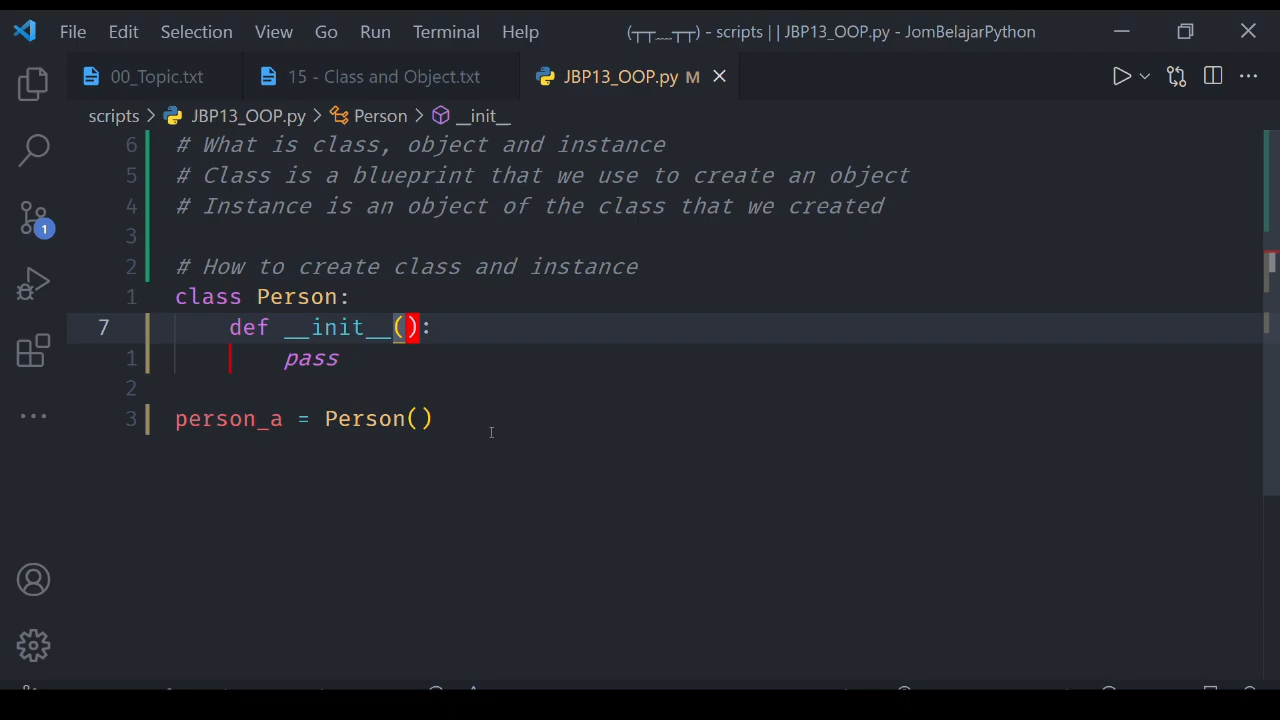 File Edit Selection View Go Run Terminal Help (┬┬﹏┬┬) - scripts || JBP13_OOP.py - JomBelajarPython
00_Topic.txt 15 - Class and Object.txt JBP13_OOP.py M
scripts > JBP13_OOP.py > Person > __init__
6 # What is class, object and instance
5 # Class is a blueprint that we use to create an object
4 # Instance is an object of the class that we created
3
2 # How to create class and instance
1 class Person:
7 def __init__():
1 pass
2
3 person_a = Person()
1